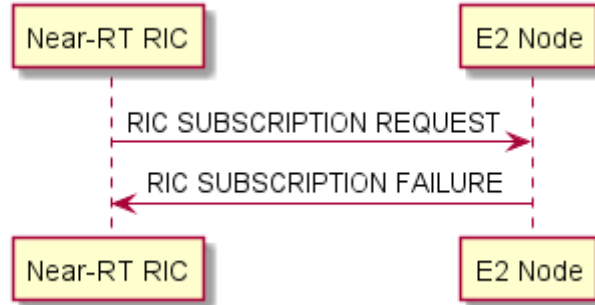 Near-RT RIC
E2 Node
RIC SUBSCRIPTION REQUEST
RIC SUBSCRIPTION FAILURE
Near-RT RIC
E2 Node